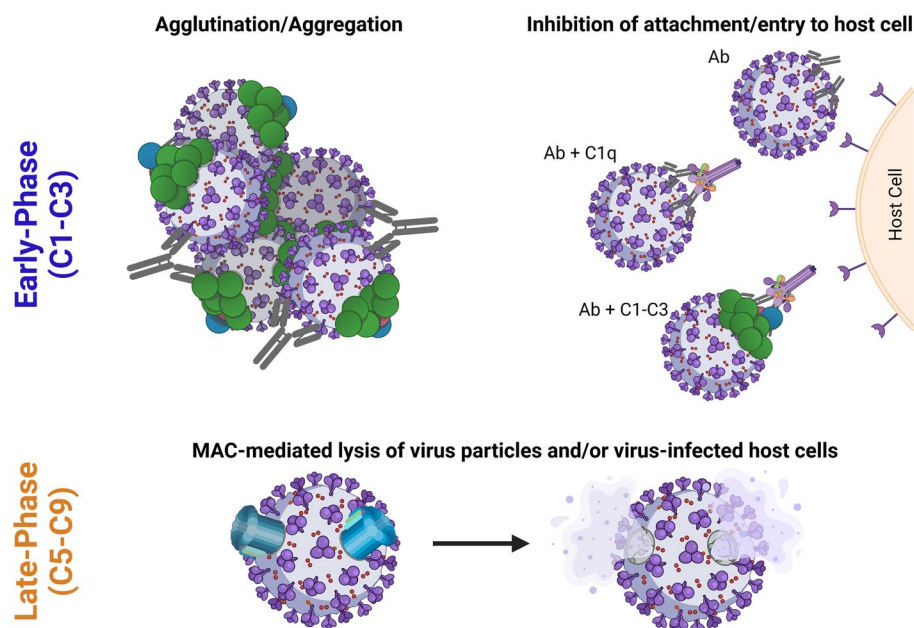 Agglutination/Aggregation
Inhibition of attachment/entry to host cell
Early-Phase
(C1-C3)
Ab
Ab + C1q
Ab + C1-C3
Host Cell
MAC-mediated lysis of virus particles and/or virus-infected host cells
Late-Phase
(C5-C9)